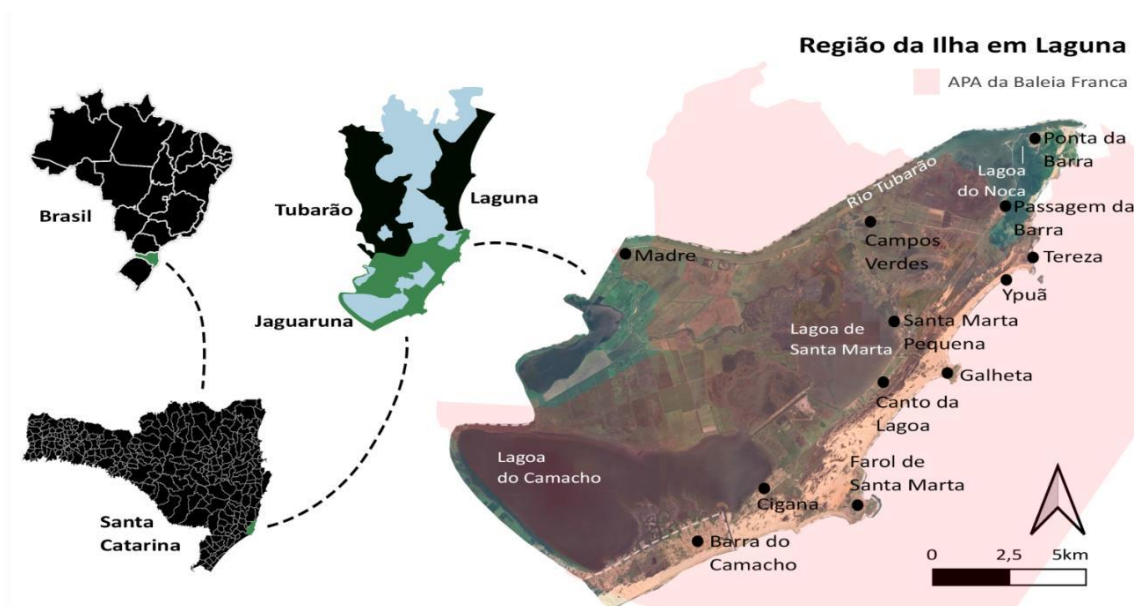 Região da Ilha em Laguna
APA da Baleia Franca
Brasil
Tubarão
Laguna
Jaguaruna
Santa
Catarina
Ponta da
Barra
Lagoa
do Noca
Rio Tubarão
Passagem da
Barra
Campos
Verdes
Madre
Tereza
Ypuã
Lagoa de
Santa Marta
Santa Marta
Pequena
Galheta
Canto da
Lagoa
Lagoa
do Camacho
Farol de
Santa Marta
Cigana
Barra do
Camacho
0 2,5 5km